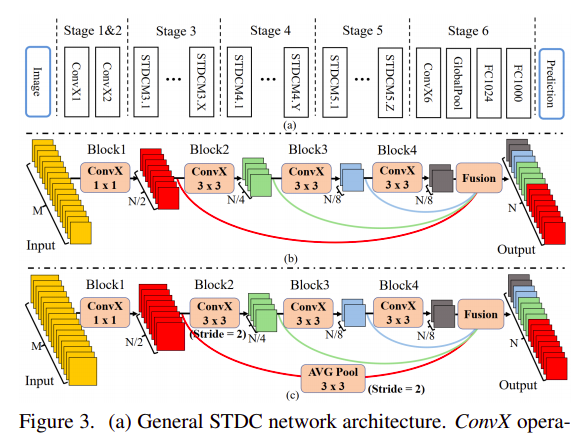 Stage 1&2 Stage 3 Stage 4 Stage 5 Stage 6
Image ConvX1 ConvX2 STDCM3.1 ... STDCM3.X STDCM4.1 ... STDCM4.Y STDCM5.1 ... STDCM5.Z ConvX6 GlobalPool FC1024 FC1000 Prediction
(a)
Block1 Block2 Block3 Block4
ConvX ConvX ConvX ConvX Fusion
1 x 1 3 x 3 3 x 3 3 x 3
M N/2 N/4 N/8 N/8 N
Input Output
(b)
Block1 Block2 Block3 Block4
ConvX ConvX ConvX ConvX Fusion
1 x 1 3 x 3 3 x 3 3 x 3
(Stride = 2)
M N/2 N/4 N/8 N/8 N
AVG Pool
3 x 3 (Stride = 2)
Input Output
(c)
Figure 3. (a) General STDC network architecture. ConvX opera-